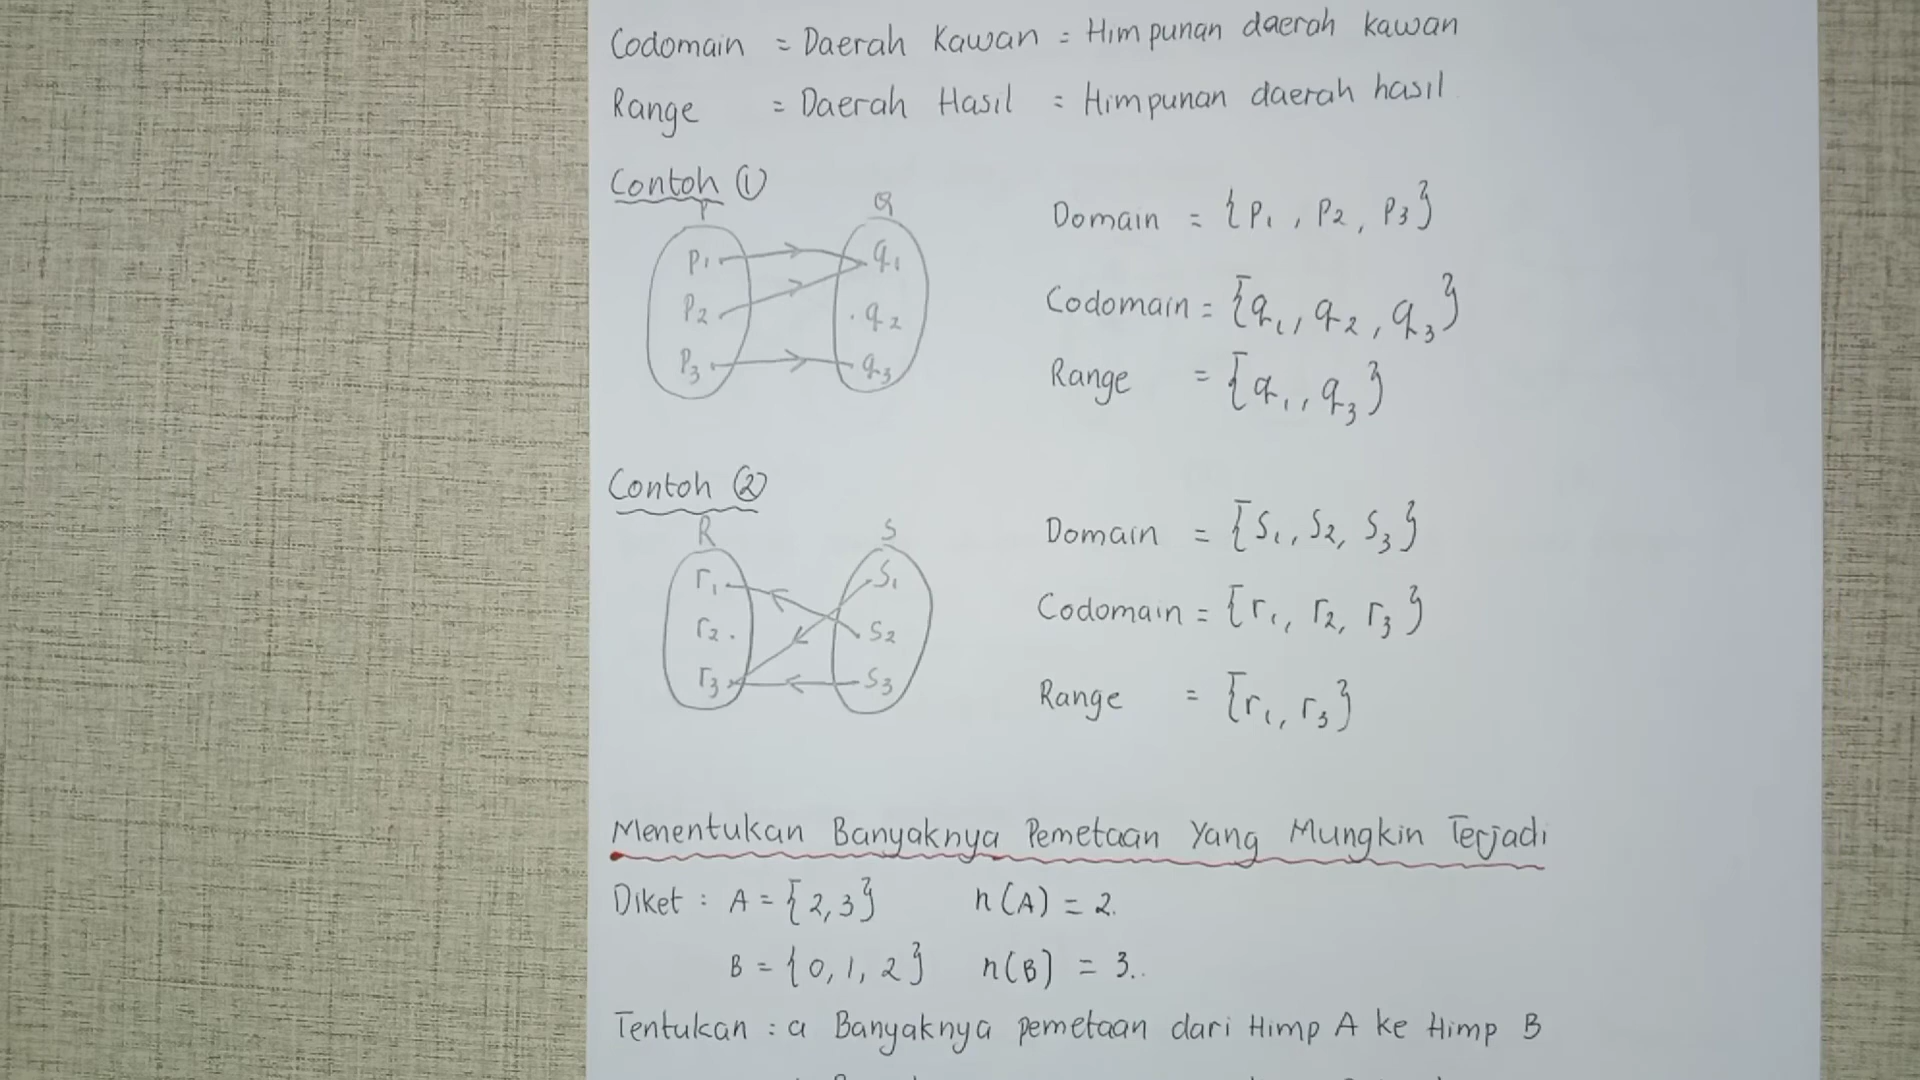 Codomain = Daerah Kawan = Himpunan daerah kawan
Range = Daerah Hasil = Himpunan daerah hasil
Contoh ①
P Q
p₁ q₁
p₂ q₂
p₃ q₃
Domain = {p₁, p₂, p₃}
Codomain = {q₁, q₂, q₃}
Range = {q₁, q₃}
Contoh ②
R S
r₁ s₁
r₂ s₂
r₃ s₃
Domain = {s₁, s₂, s₃}
Codomain = {r₁, r₂, r₃}
Range = {r₁, r₃}
Menentukan Banyaknya Pemetaan Yang Mungkin Terjadi
Diket : A = {2,3} n(A) = 2.
B = {0, 1, 2} n(B) = 3..
Tentukan : a Banyaknya pemetaan dari Himp A ke Himp B